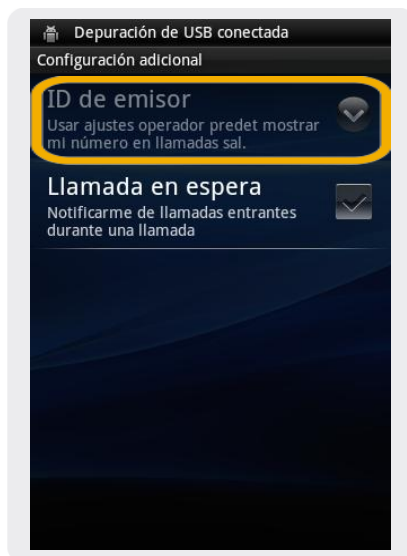 Depuración de USB conectada
Configuración adicional
ID de emisor
Usar ajustes operador predet mostrar
mi número en llamadas sal.
Llamada en espera
Notificarme de llamadas entrantes
durante una llamada